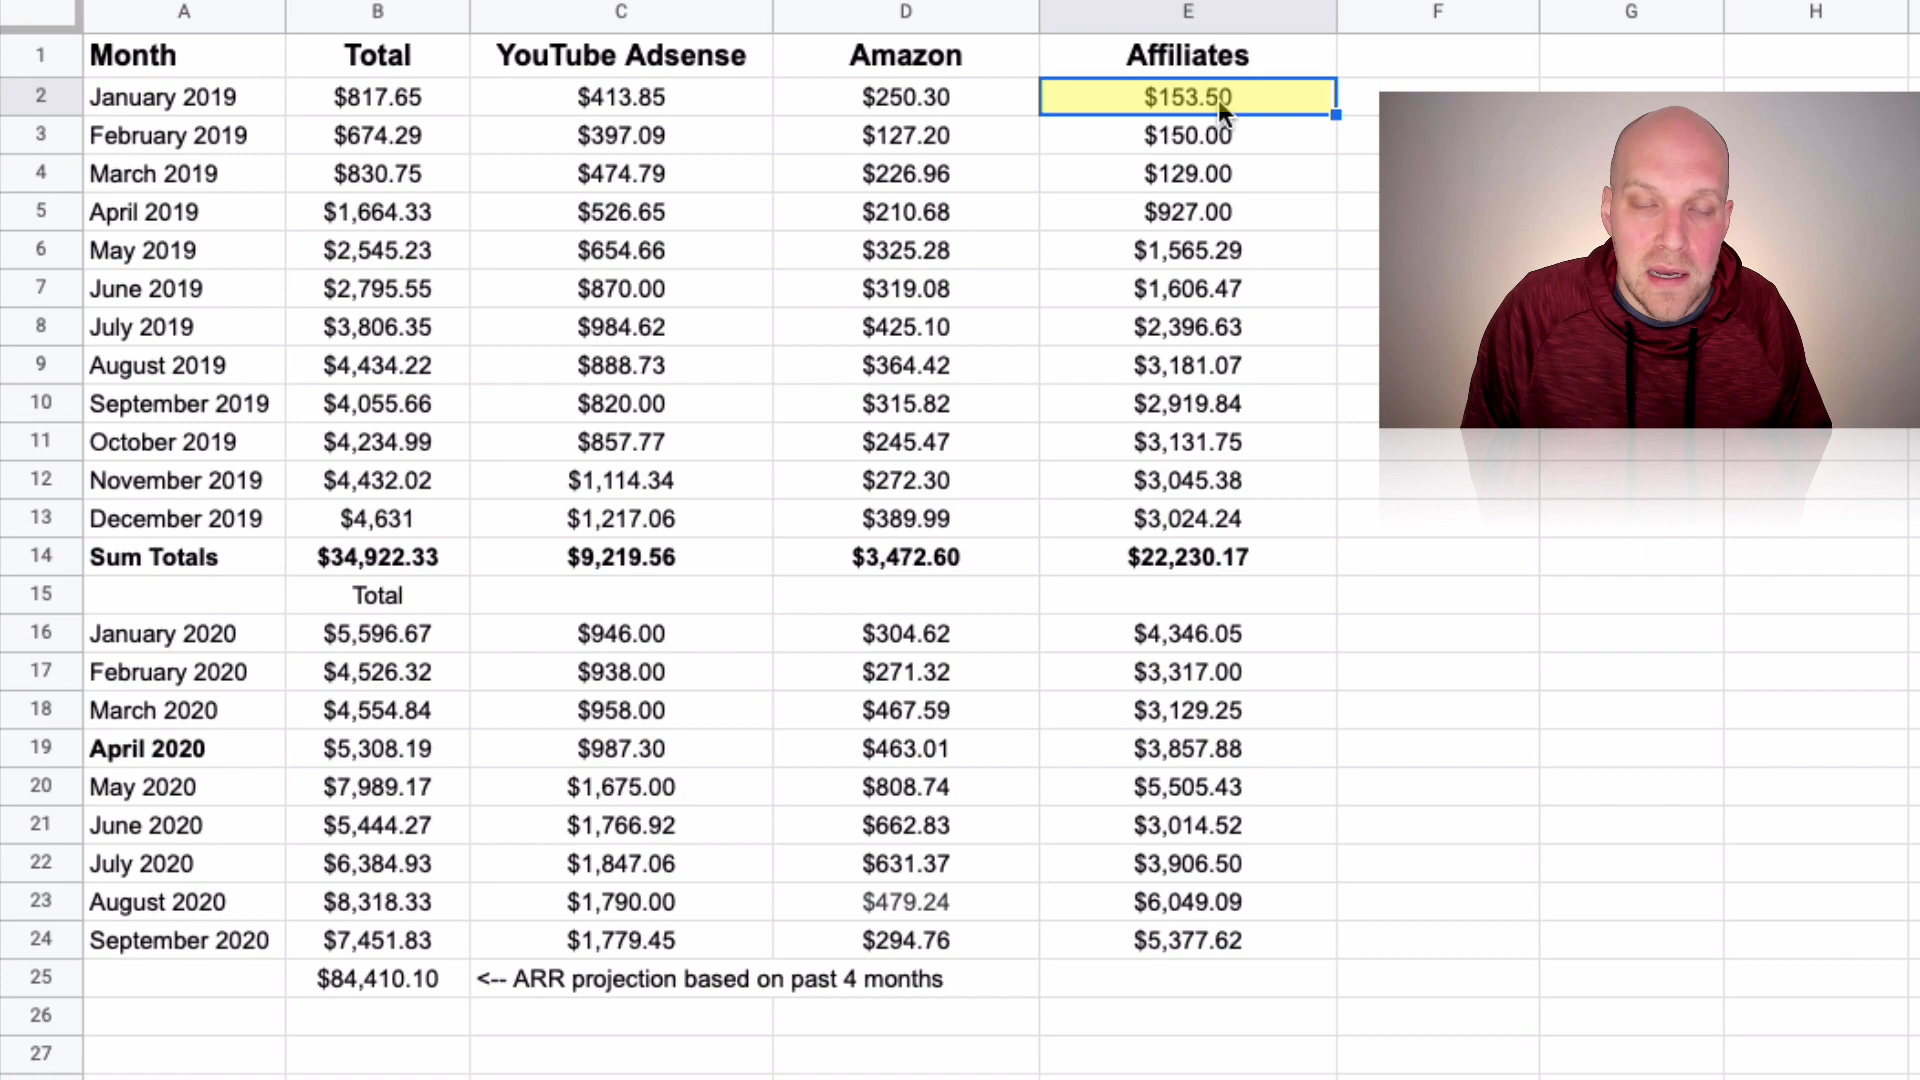 A B C D E F G H
1 Month Total YouTube Adsense Amazon Affiliates
2 January 2019 $817.65 $413.85 $250.30 $153.50
3 February 2019 $674.29 $397.09 $127.20 $150.00
4 March 2019 $830.75 $474.79 $226.96 $129.00
5 April 2019 $1,664.33 $526.65 $210.68 $927.00
6 May 2019 $2,545.23 $654.66 $325.28 $1,565.29
7 June 2019 $2,795.55 $870.00 $319.08 $1,606.47
8 July 2019 $3,806.35 $984.62 $425.10 $2,396.63
9 August 2019 $4,434.22 $888.73 $364.42 $3,181.07
10 September 2019 $4,055.66 $820.00 $315.82 $2,919.84
11 October 2019 $4,234.99 $857.77 $245.47 $3,131.75
12 November 2019 $4,432.02 $1,114.34 $272.30 $3,045.38
13 December 2019 $4,631 $1,217.06 $389.99 $3,024.24
14 Sum Totals $34,922.33 $9,219.56 $3,472.60 $22,230.17
15 Total
16 January 2020 $5,596.67 $946.00 $304.62 $4,346.05
17 February 2020 $4,526.32 $938.00 $271.32 $3,317.00
18 March 2020 $4,554.84 $958.00 $467.59 $3,129.25
19 April 2020 $5,308.19 $987.30 $463.01 $3,857.88
20 May 2020 $7,989.17 $1,675.00 $808.74 $5,505.43
21 June 2020 $5,444.27 $1,766.92 $662.83 $3,014.52
22 July 2020 $6,384.93 $1,847.06 $631.37 $3,906.50
23 August 2020 $8,318.33 $1,790.00 $479.24 $6,049.09
24 September 2020 $7,451.83 $1,779.45 $294.76 $5,377.62
25 $84,410.10 <-- ARR projection based on past 4 months
26
27